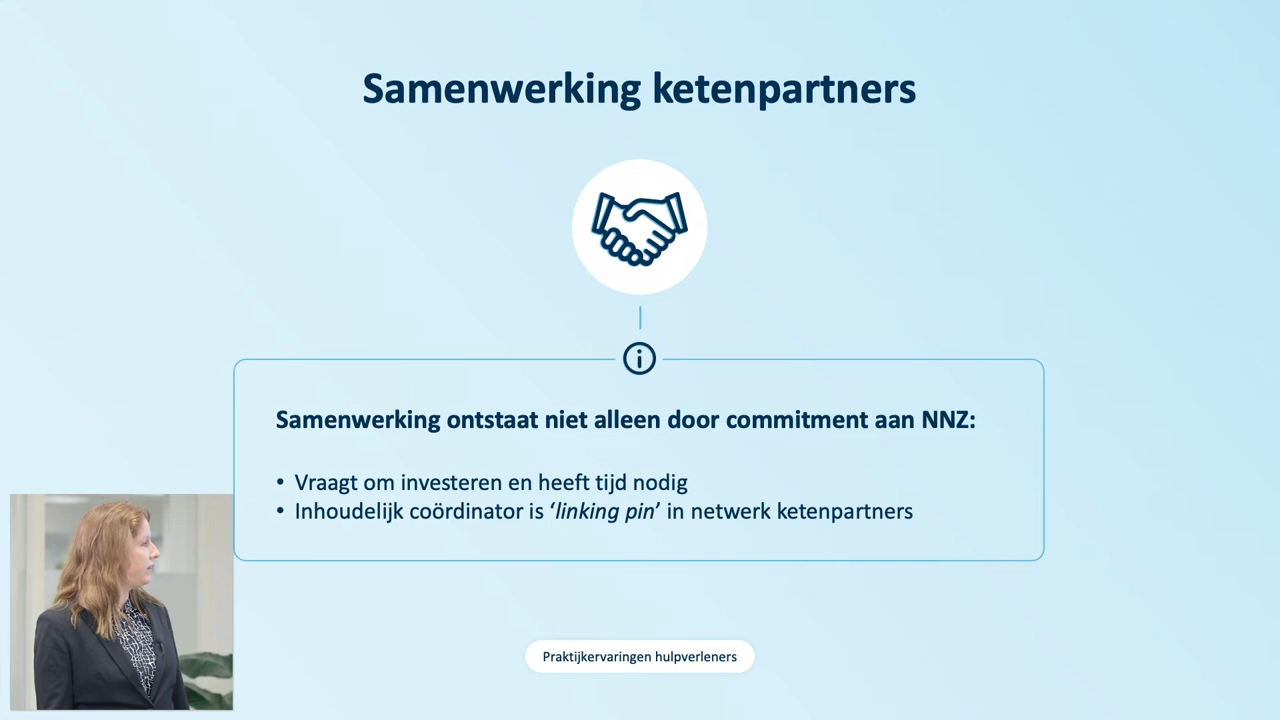 Samenwerking ketenpartners
Samenwerking ontstaat niet alleen door commitment aan NNZ:
• Vraagt om investeren en heeft tijd nodig
• Inhoudelijk coördinator is ‘linking pin’ in netwerk ketenpartners
Praktijkervaringen hulpverleners